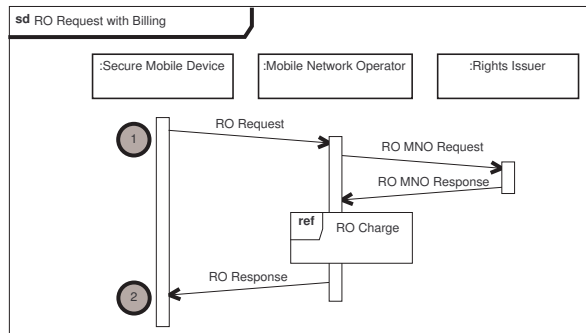 sd RO Request with Billing
:Secure Mobile Device :Mobile Network Operator :Rights Issuer
1
RO Request
RO MNO Request
RO MNO Response
ref RO Charge
RO Response
2